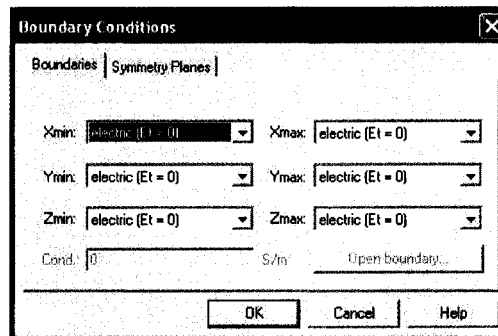 Boundary Conditions
Boundaries Symmetry Planes
Xmin: electric (Et = 0) Xmax: electric (Et = 0)
Ymin: electric (Et = 0) Ymax: electric (Et = 0)
Zmin: electric (Et = 0) Zmax: electric (Et = 0)
Cond.: 0 S/m Open boundary...
OK Cancel Help